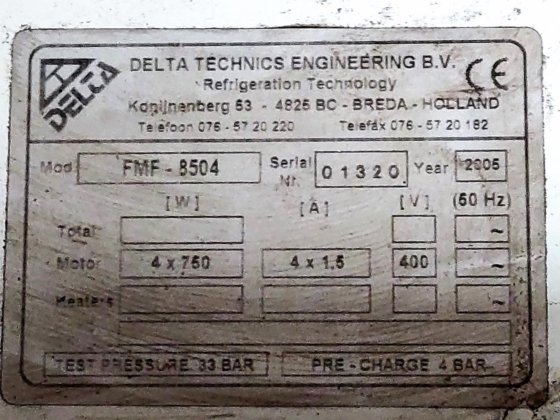 DELTA
DELTA TECHNICS ENGINEERING B.V. CE
Refrigeration Technology
Konijnenberg 53 - 4825 BC - BREDA - HOLLAND
Telefoon 076 - 57 20 220 Telefax 076 - 57 20 182
Mod. FMF - 8504 Serial Nr. 01320 Year 2005
[W] [A] [V] (50 Hz)
Total ~
Motor 4 x 750 4 x 1,5 400 ~
Heaters ~
TEST PRESSURE 33 BAR PRE - CHARGE 4 BAR